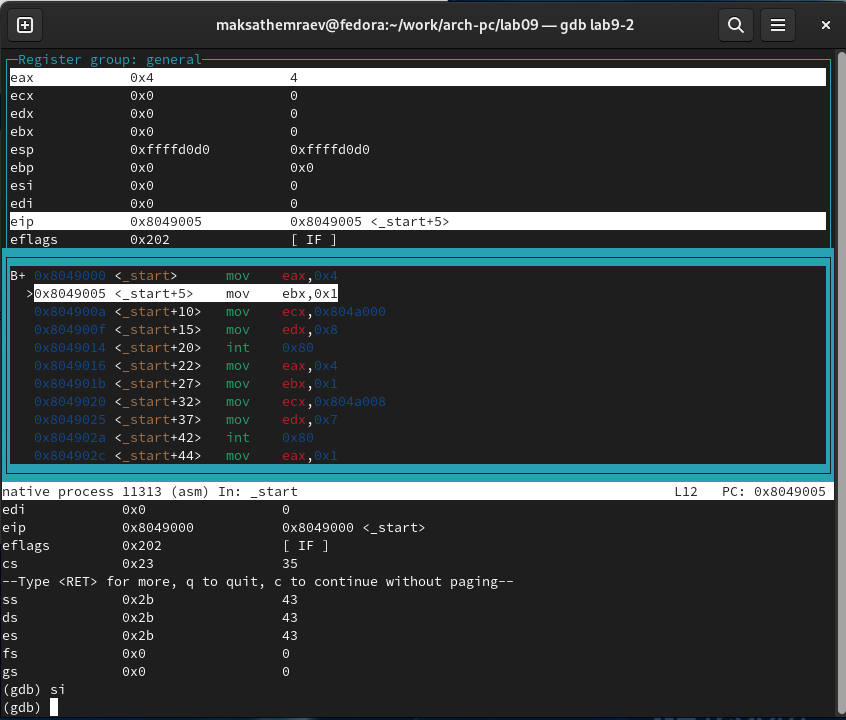 maksathemraev@fedora:~/work/arch-pc/lab09 — gdb lab9-2
Register group: general
eax            0x4                 4
ecx            0x0                 0
edx            0x0                 0
ebx            0x0                 0
esp            0xffffd0d0          0xffffd0d0
ebp            0x0                 0x0
esi            0x0                 0
edi            0x0                 0
eip            0x8049005           0x8049005 <_start+5>
eflags         0x202               [ IF ]
B+ 0x8049000 <_start>      mov    eax,0x4
  >0x8049005 <_start+5>    mov    ebx,0x1
   0x804900a <_start+10>   mov    ecx,0x804a000
   0x804900f <_start+15>   mov    edx,0x8
   0x8049014 <_start+20>   int    0x80
   0x8049016 <_start+22>   mov    eax,0x4
   0x804901b <_start+27>   mov    ebx,0x1
   0x8049020 <_start+32>   mov    ecx,0x804a008
   0x8049025 <_start+37>   mov    edx,0x7
   0x804902a <_start+42>   int    0x80
   0x804902c <_start+44>   mov    eax,0x1
native process 11313 (asm) In: _start                                               L12   PC: 0x8049005
edi            0x0                 0
eip            0x8049000           0x8049000 <_start>
eflags         0x202               [ IF ]
cs             0x23                35
--Type <RET> for more, q to quit, c to continue without paging--
ss             0x2b                43
ds             0x2b                43
es             0x2b                43
fs             0x0                 0
gs             0x0                 0
(gdb) si
(gdb)